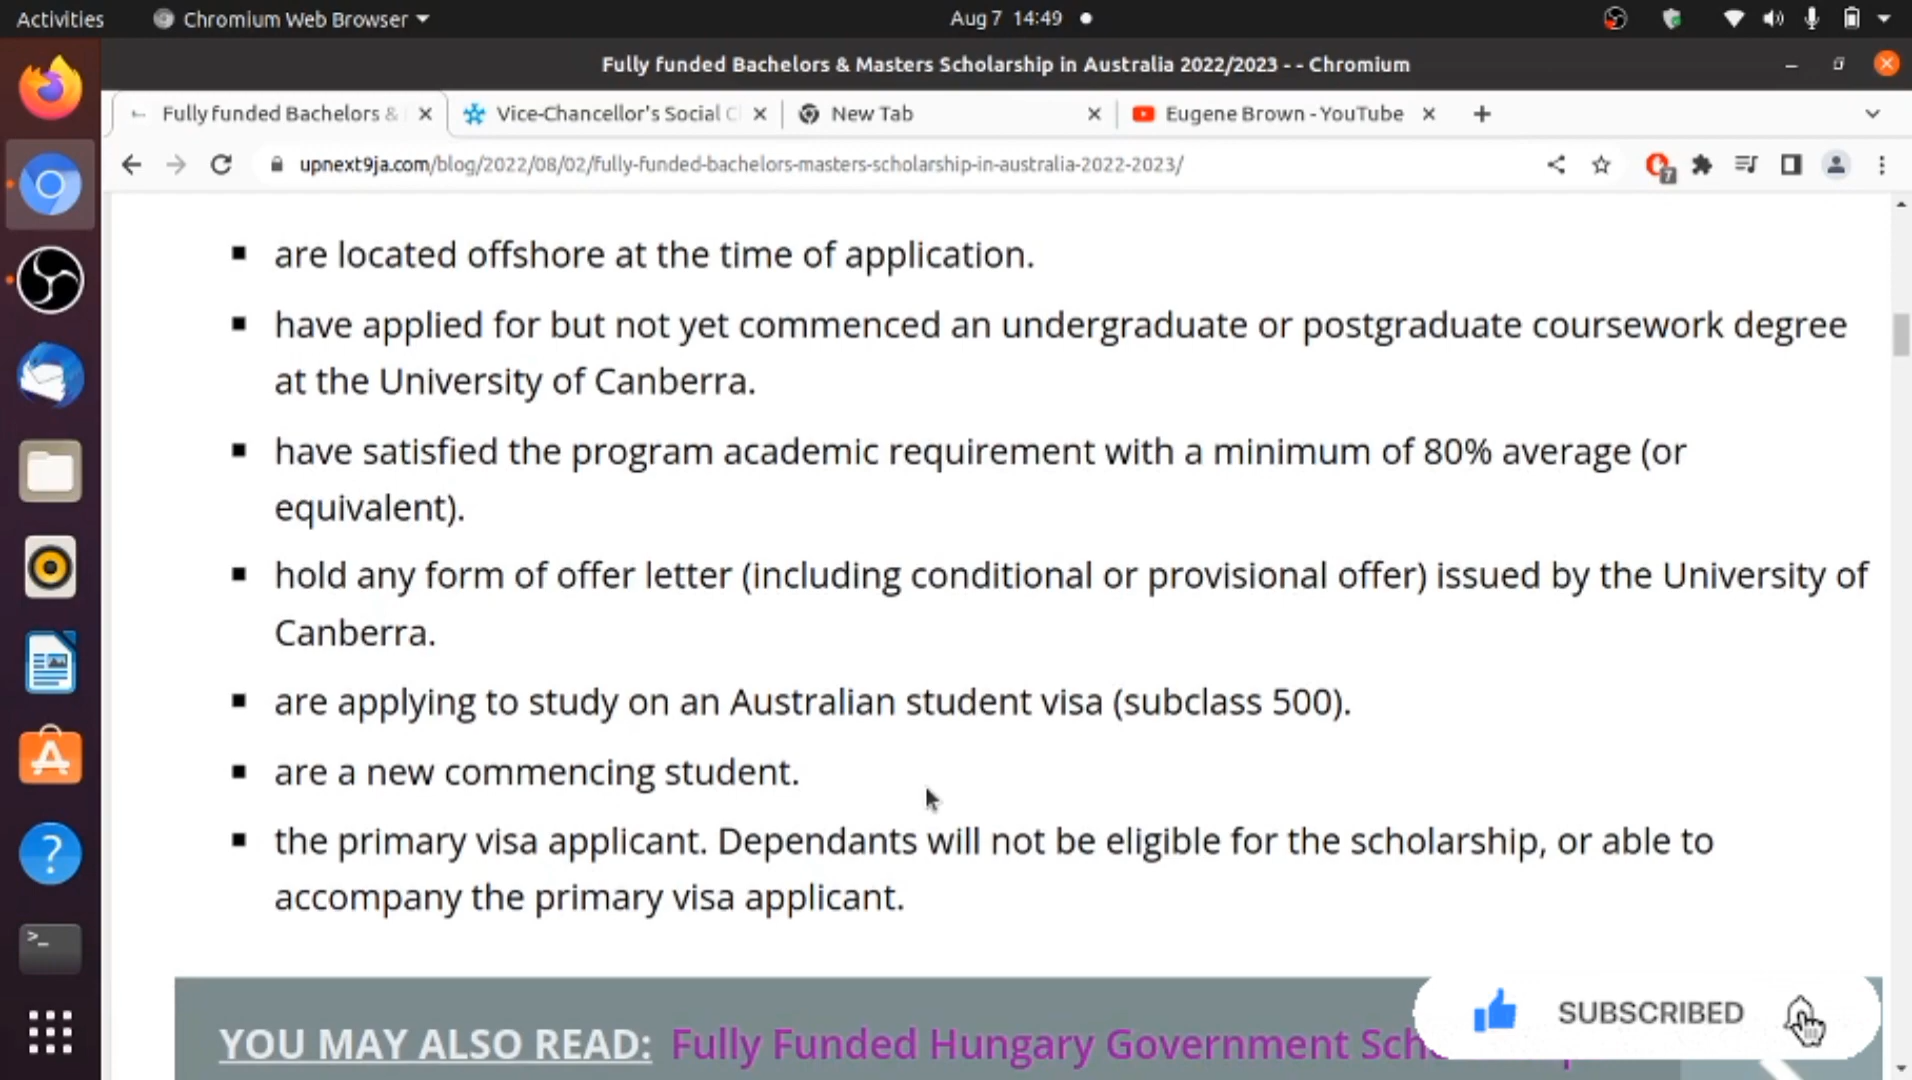 Activities
Chromium Web Browser
Aug 7 14:49
Fully funded Bachelors & Masters Scholarship in Australia 2022/2023 - - Chromium
Fully funded Bachelors &
Vice-Chancellor's Social
New Tab
Eugene Brown - YouTube
upnext9ja.com/blog/2022/08/02/fully-funded-bachelors-masters-scholarship-in-australia-2022-2023/
7
are located offshore at the time of application.
have applied for but not yet commenced an undergraduate or postgraduate coursework degree
at the University of Canberra.
have satisfied the program academic requirement with a minimum of 80% average (or
equivalent).
hold any form of offer letter (including conditional or provisional offer) issued by the University of
Canberra.
are applying to study on an Australian student visa (subclass 500).
are a new commencing student.
the primary visa applicant. Dependants will not be eligible for the scholarship, or able to
accompany the primary visa applicant.
YOU MAY ALSO READ: Fully Funded Hungary Government
SUBSCRIBED